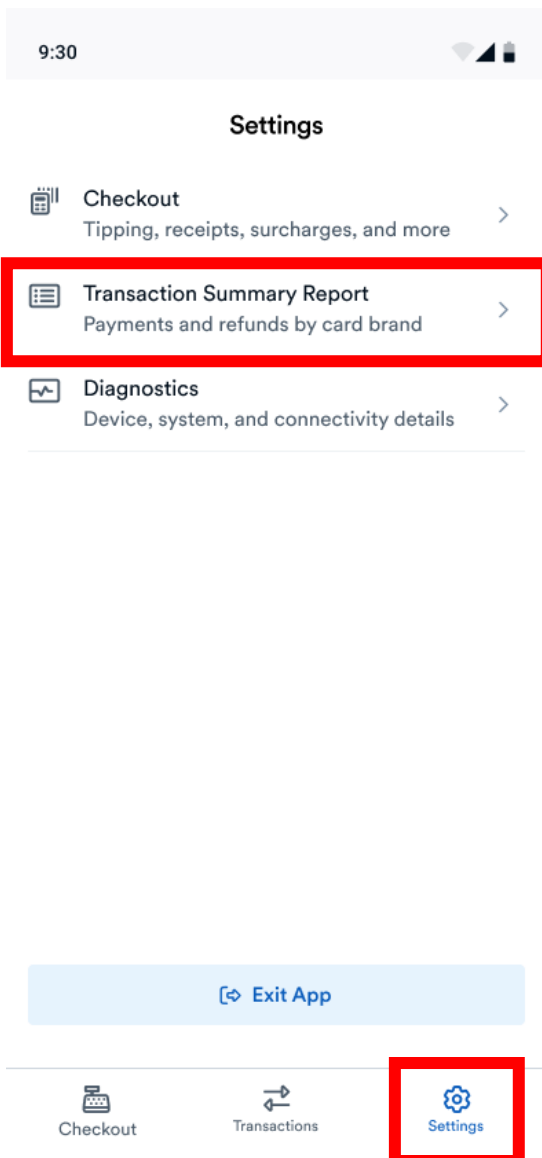 9:30
Settings
Checkout
Tipping, receipts, surcharges, and more
Transaction Summary Report
Payments and refunds by card brand
Diagnostics
Device, system, and connectivity details
Exit App
Checkout
Transactions
Settings